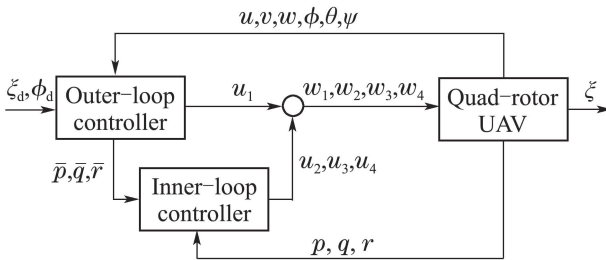 u,v,w,ϕ,θ,ψ
ξd,ϕd
Outer−loop
controller
u1
w1,w2,w3,w4
Quad−rotor
UAV
ξ
p̄,q̄,r̄
Inner−loop
controller
u2,u3,u4
p, q, r